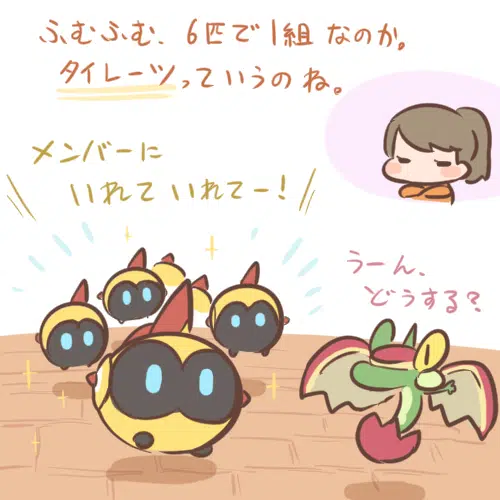 ふむふむ、6匹で1組なのか。
タイレーツっていうのね。
メンバーに
いれていれてー!
うーん、
どうする?